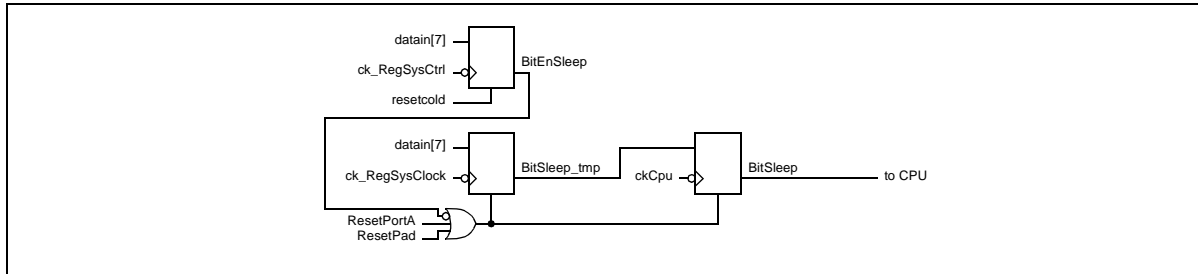 datain[7]
BitEnSleep
ck_RegSysCtrl
resetcold
datain[7]
BitSleep_tmp
BitSleep
ck_RegSysClock
ckCpu
to CPU
ResetPortA
ResetPad